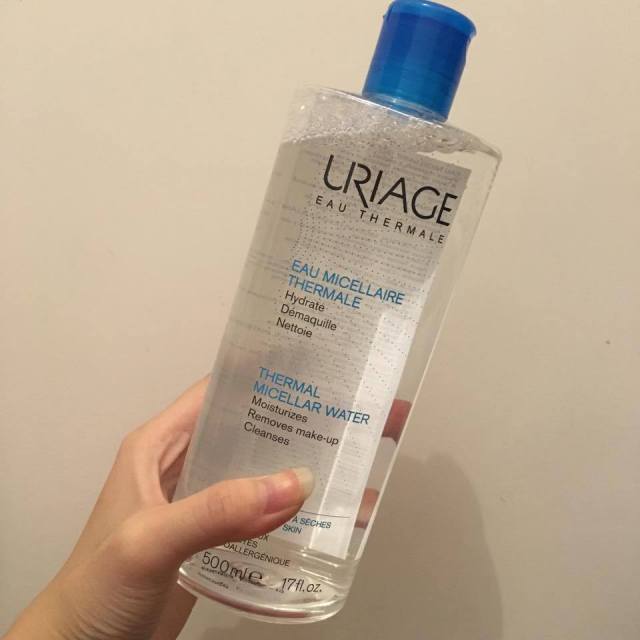 URIAGE
EAU THERMALE
EAU MICELLAIRE
THERMALE
Hydrate
Démaquille
Nettoie
THERMAL
MICELLAR WATER
Moisturizes
Removes make-up
Cleanses
À SÈCHES
SKIN
500ml e 17fl.oz.